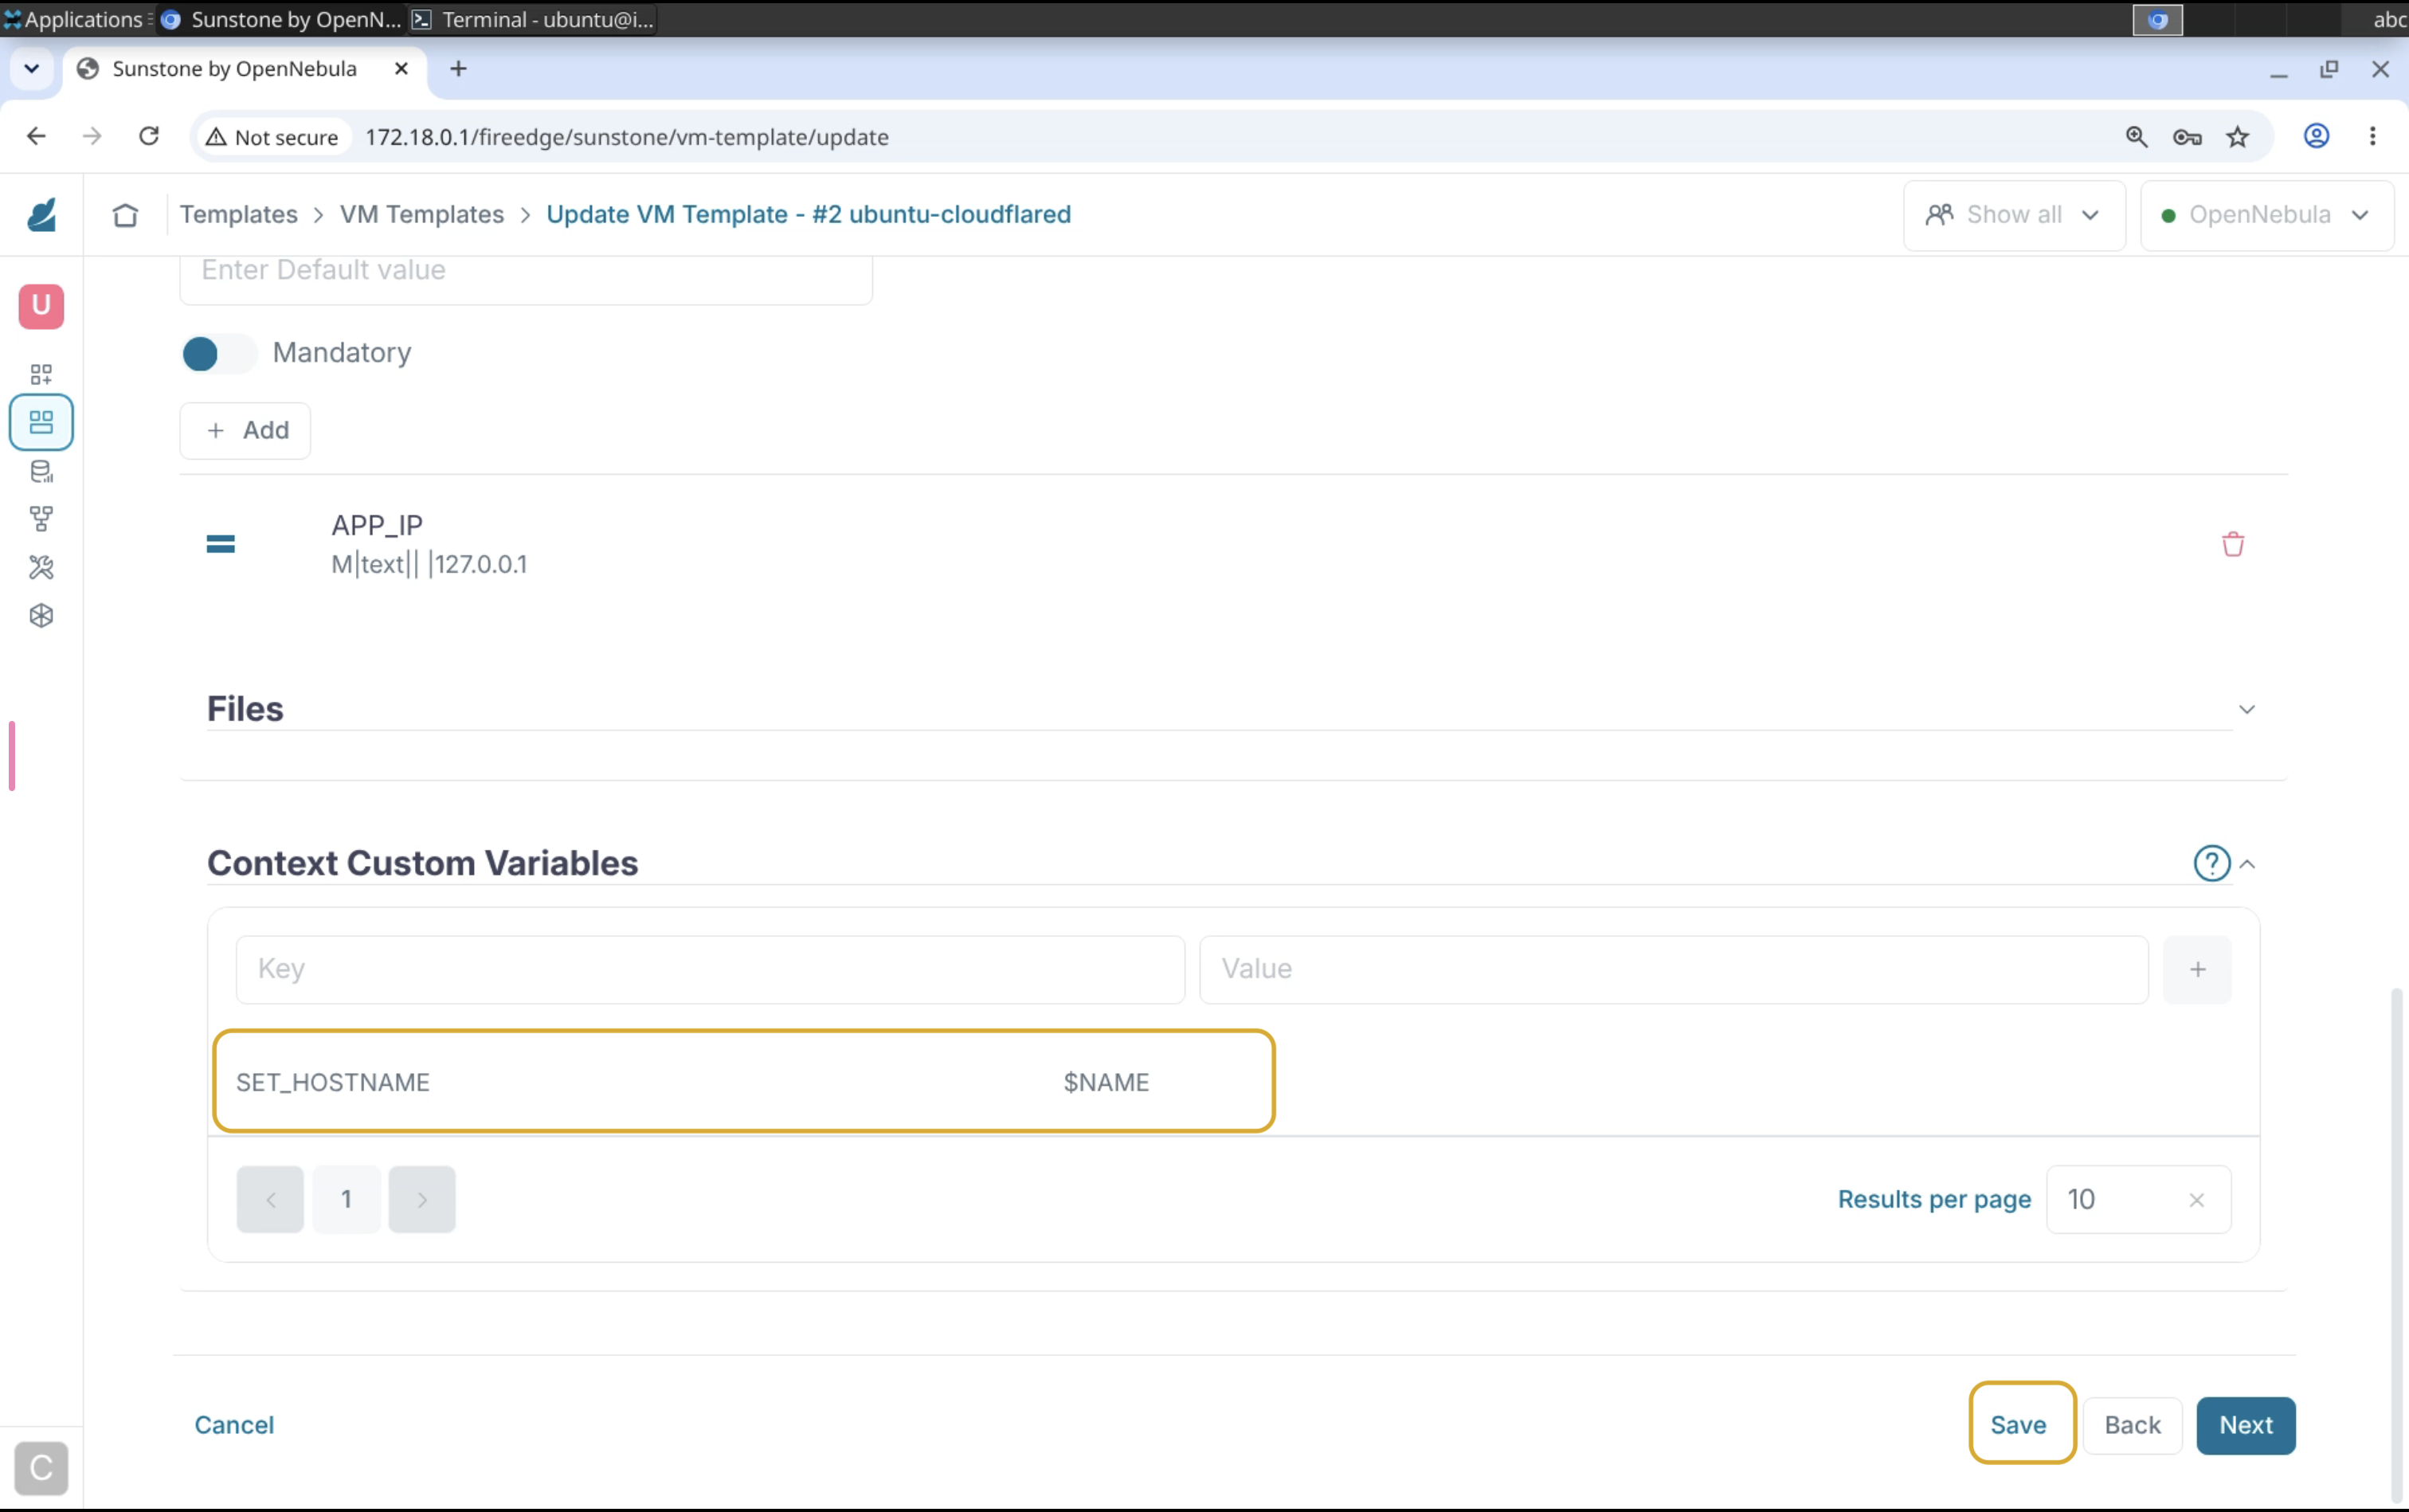 Applications
Sunstone by OpenN...
Terminal - ubuntu@i...
abc
Sunstone by OpenNebula
Not secure
172.18.0.1/fireedge/sunstone/vm-template/update
Templates > VM Templates > Update VM Template - #2 ubuntu-cloudflared
Show all
OpenNebula
Enter Default value
U
Mandatory
+ Add
APP_IP
M|text|| |127.0.0.1
Files
Context Custom Variables
?
Key
Value
+
SET_HOSTNAME
$NAME
< 1 >
Results per page
10
Cancel
Save
Back
Next
C